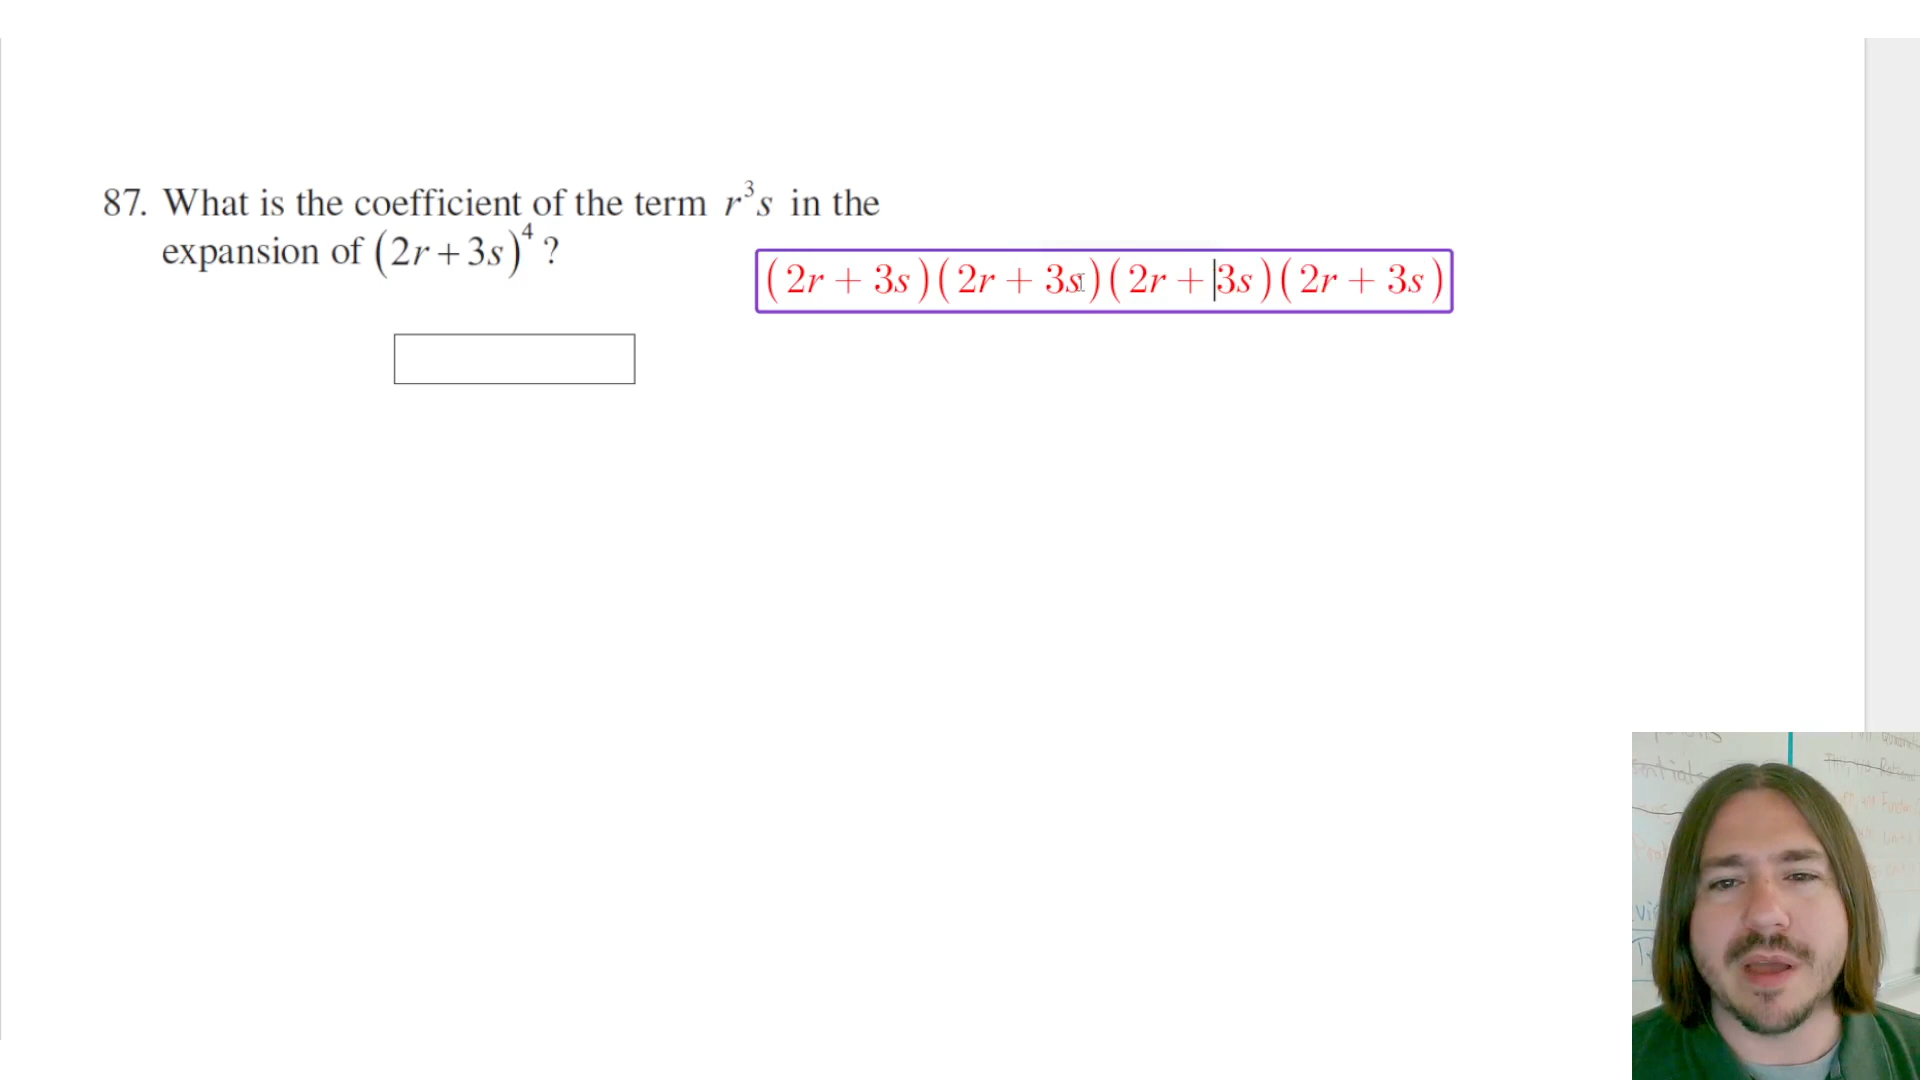 87. What is the coefficient of the term r³s in the
expansion of (2r+3s)⁴?
(2r + 3s)(2r + 3s)(2r + 3s)(2r + 3s)